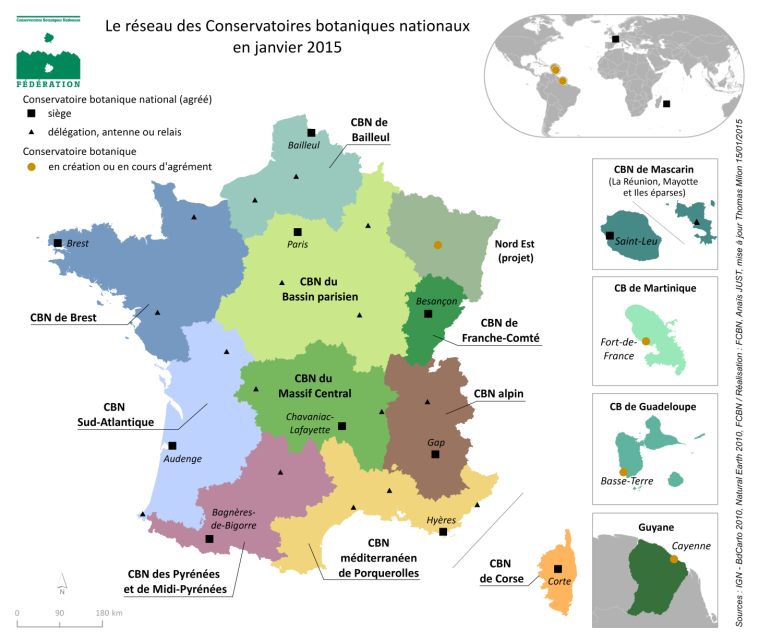 Le réseau des Conservatoires botaniques nationaux
en janvier 2015
Conservatoires Botaniques Nationaux
FÉDÉRATION
Conservatoire botanique national (agréé)
siège
délégation, antenne ou relais
Conservatoire botanique
en création ou en cours d'agrément
CBN de
Bailleul
Bailleul
Brest
Paris
Nord Est
(projet)
CBN du
Bassin parisien
Besançon
CBN de Brest
CBN de
Franche-Comté
CBN du
Massif Central
CBN alpin
CBN
Sud-Atlantique
Chavaniac-
Lafayette
Audenge
Gap
Bagnères-
de-Bigorre
Hyères
CBN
méditerranéen
de Porquerolles
CBN des Pyrénées
et de Midi-Pyrénées
CBN
de Corse
Corte
N
0 90 180 km
CBN de Mascarin
(La Réunion, Mayotte
et Iles éparses)
Saint-Leu
CB de Martinique
Fort-de-
France
CB de Guadeloupe
Basse-Terre
Guyane
Cayenne
Sources : IGN - BdCarto 2010, Natural Earth 2010, FCBN / Réalisation : FCBN, Anaïs JUST, mise à jour Thomas Milon 15/01/2015